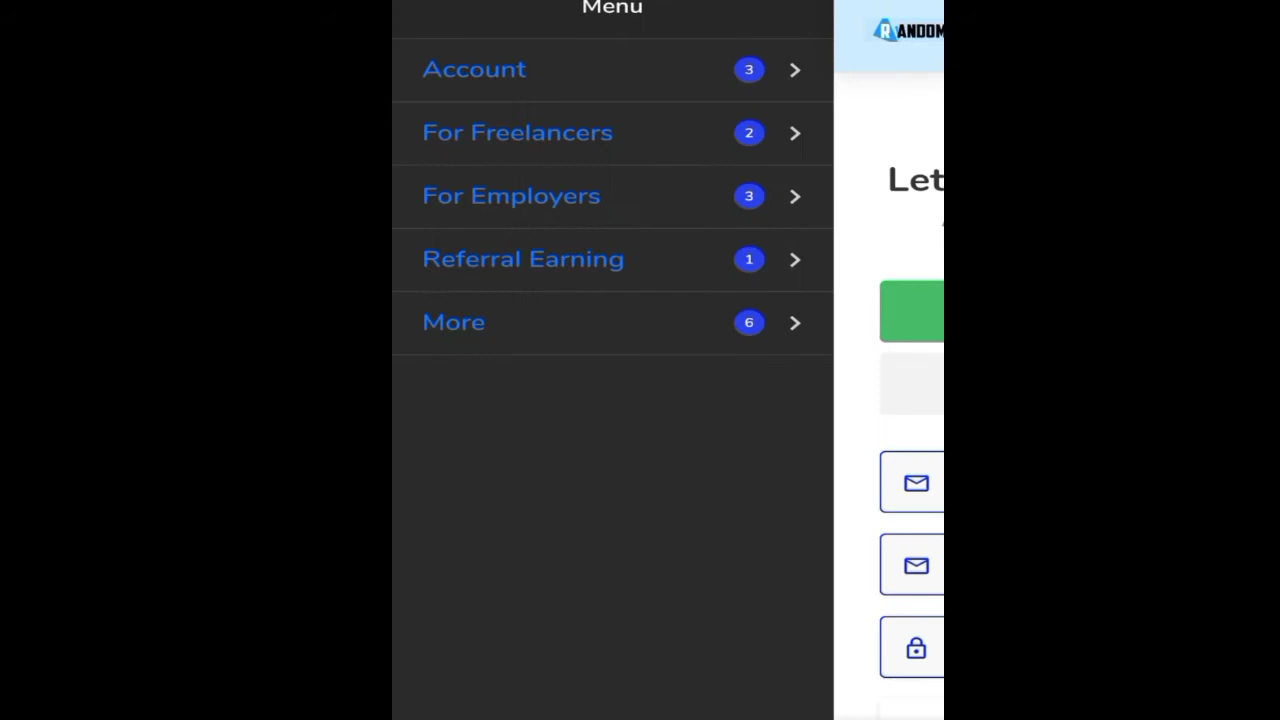 Menu
Account 3
For Freelancers 2
For Employers 3
Referral Earning 1
More 6
RANDOM
Let